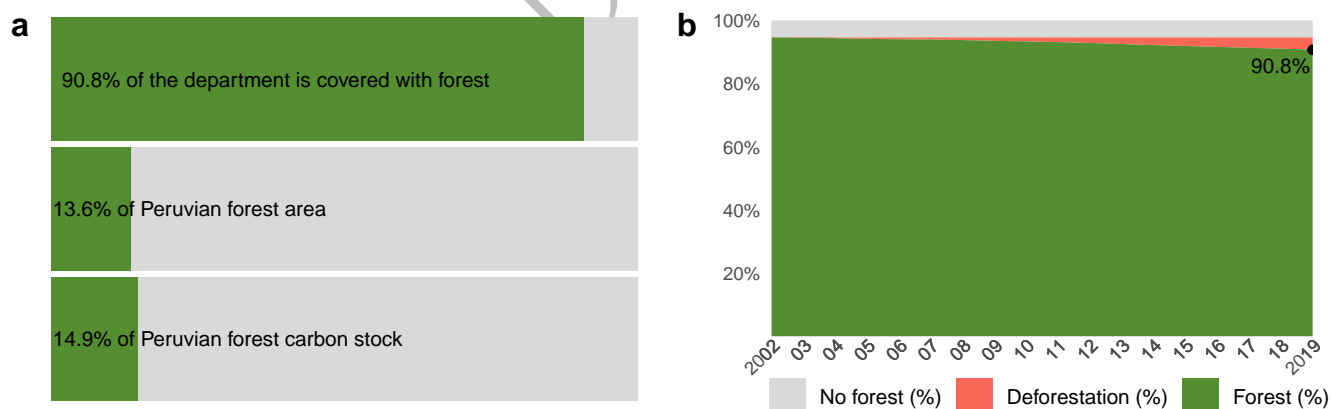 a
90.8% of the department is covered with forest
13.6% of Peruvian forest area
14.9% of Peruvian forest carbon stock
b
100%
80%
60%
40%
20%
90.8%
2002 03 04 05 06 07 08 09 10 11 12 13 14 15 16 17 18 2019
No forest (%) Deforestation (%) Forest (%)